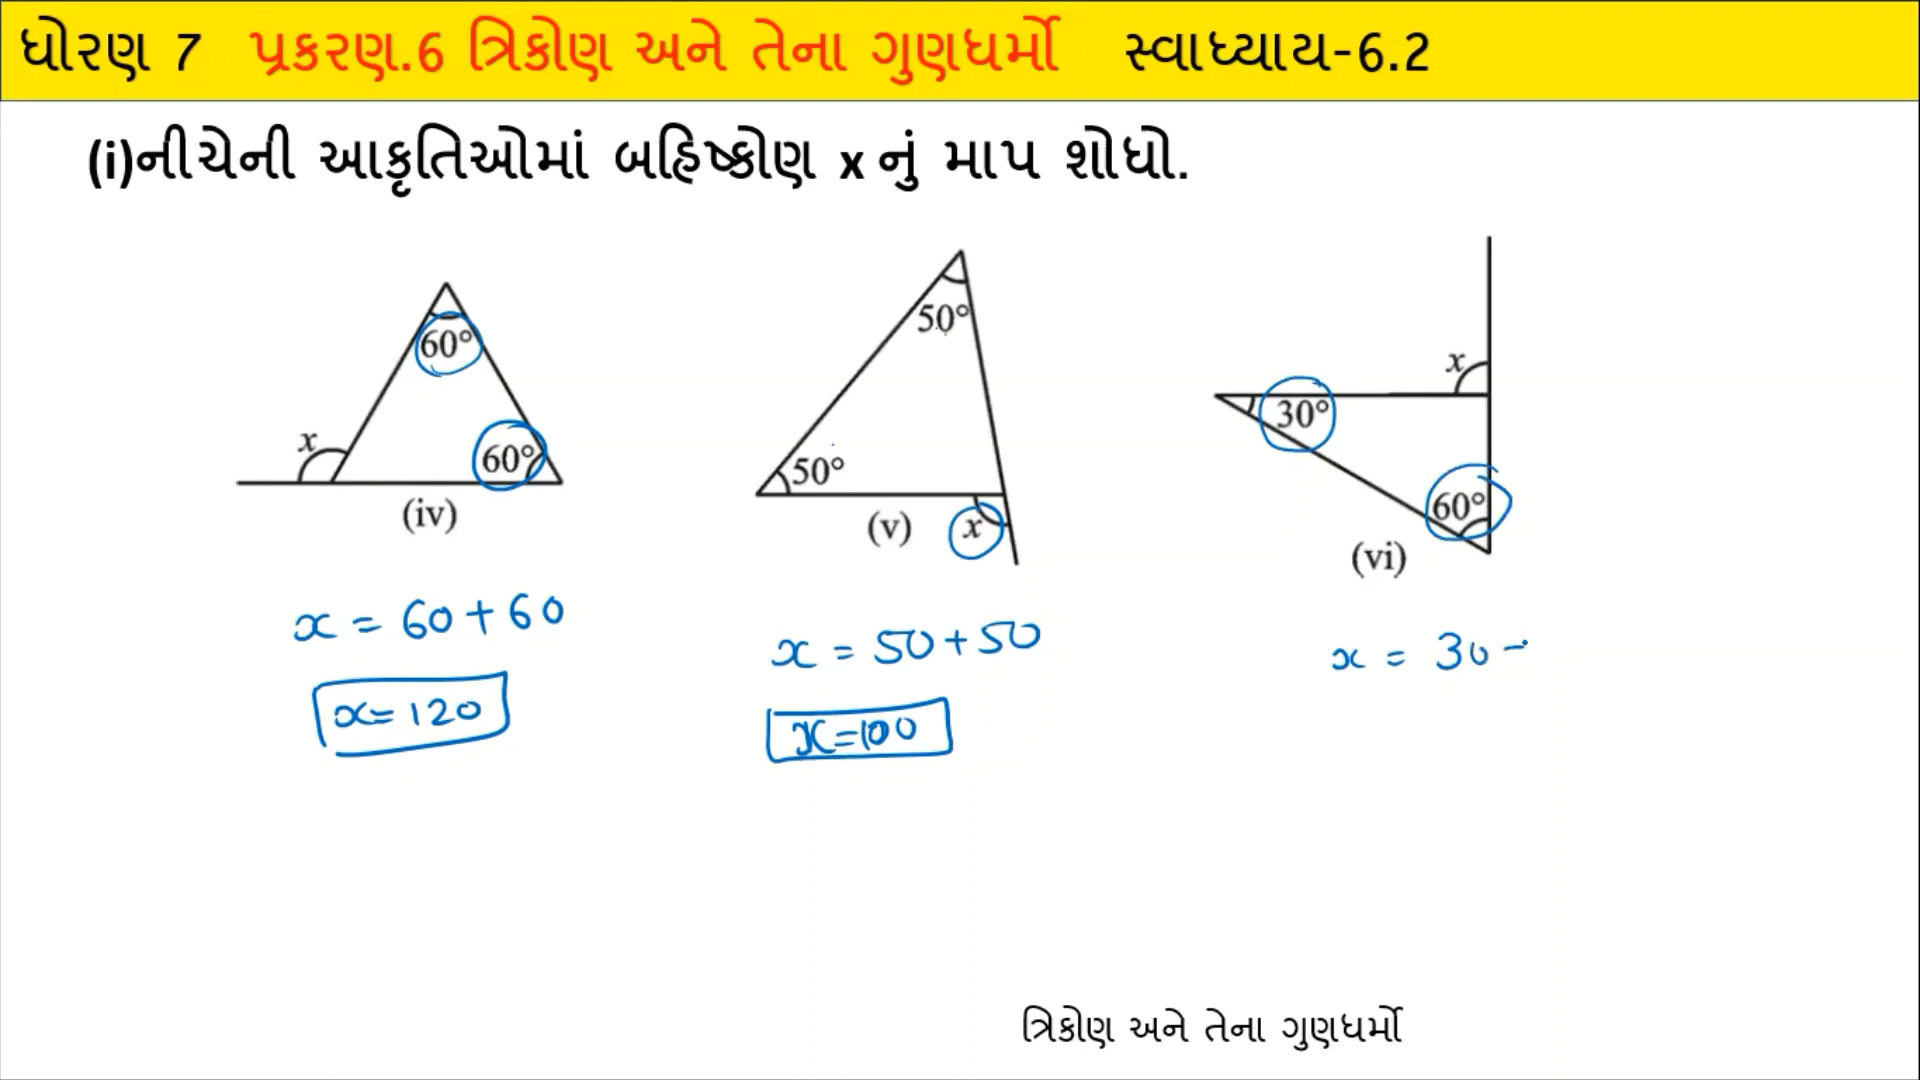 ધોરણ 7 પ્રકરણ.6 ત્રિકોણ અને તેના ગુણધર્મો સ્વાધ્યાય-6.2
(i)નીચેની આકૃતિઓમાં બહિષ્કોણ x નું માપ શોધો.
60°
x
60°
(iv)
50°
50°
x
(v)
x
30°
60°
(vi)
x = 60+60
x = 50+50
x = 30 -
x=120
x=100
ત્રિકોણ અને તેના ગુણધર્મો